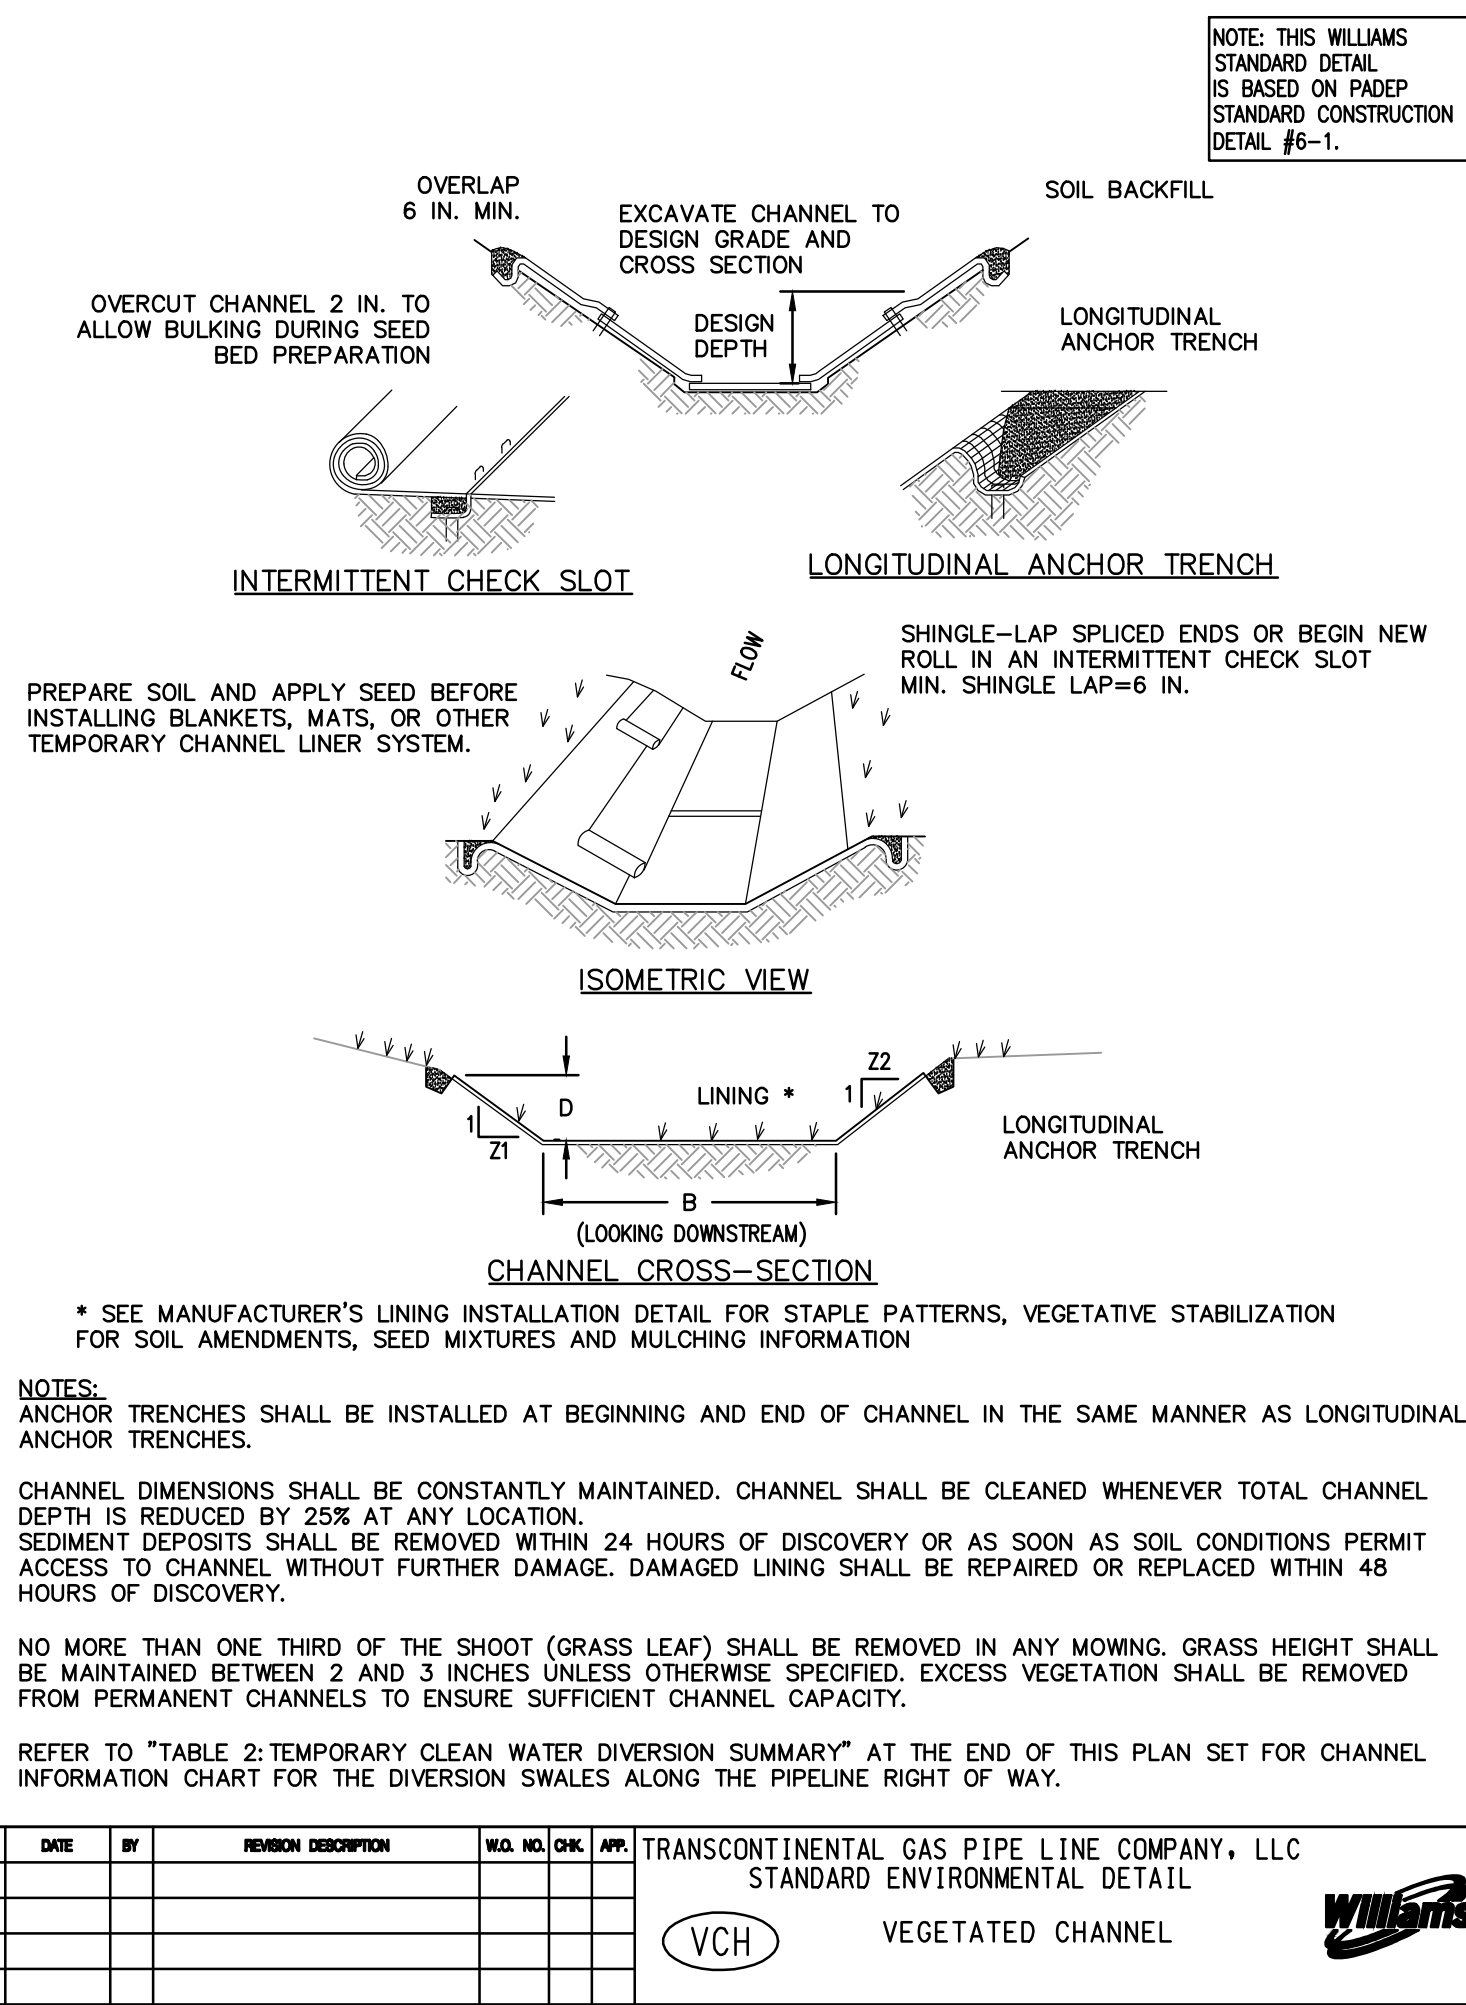 NOTE: THIS WILLIAMS
STANDARD DETAIL
IS BASED ON PADEP
STANDARD CONSTRUCTION
DETAIL #6-1.
OVERLAP
6 IN. MIN.
EXCAVATE CHANNEL TO
DESIGN GRADE AND
CROSS SECTION
SOIL BACKFILL
OVERCUT CHANNEL 2 IN. TO
ALLOW BULKING DURING SEED
BED PREPARATION
DESIGN
DEPTH
LONGITUDINAL
ANCHOR TRENCH
INTERMITTENT CHECK SLOT
LONGITUDINAL ANCHOR TRENCH
FLOW
SHINGLE-LAP SPLICED ENDS OR BEGIN NEW
ROLL IN AN INTERMITTENT CHECK SLOT
MIN. SHINGLE LAP=6 IN.
PREPARE SOIL AND APPLY SEED BEFORE
INSTALLING BLANKETS, MATS, OR OTHER
TEMPORARY CHANNEL LINER SYSTEM.
ISOMETRIC VIEW
1
Z1
D
LINING *
1
Z2
LONGITUDINAL
ANCHOR TRENCH
B
(LOOKING DOWNSTREAM)
CHANNEL CROSS-SECTION
* SEE MANUFACTURER'S LINING INSTALLATION DETAIL FOR STAPLE PATTERNS, VEGETATIVE STABILIZATION
FOR SOIL AMENDMENTS, SEED MIXTURES AND MULCHING INFORMATION
NOTES:
ANCHOR TRENCHES SHALL BE INSTALLED AT BEGINNING AND END OF CHANNEL IN THE SAME MANNER AS LONGITUDINAL
ANCHOR TRENCHES.
CHANNEL DIMENSIONS SHALL BE CONSTANTLY MAINTAINED. CHANNEL SHALL BE CLEANED WHENEVER TOTAL CHANNEL
DEPTH IS REDUCED BY 25% AT ANY LOCATION.
SEDIMENT DEPOSITS SHALL BE REMOVED WITHIN 24 HOURS OF DISCOVERY OR AS SOON AS SOIL CONDITIONS PERMIT
ACCESS TO CHANNEL WITHOUT FURTHER DAMAGE. DAMAGED LINING SHALL BE REPAIRED OR REPLACED WITHIN 48
HOURS OF DISCOVERY.
NO MORE THAN ONE THIRD OF THE SHOOT (GRASS LEAF) SHALL BE REMOVED IN ANY MOWING. GRASS HEIGHT SHALL
BE MAINTAINED BETWEEN 2 AND 3 INCHES UNLESS OTHERWISE SPECIFIED. EXCESS VEGETATION SHALL BE REMOVED
FROM PERMANENT CHANNELS TO ENSURE SUFFICIENT CHANNEL CAPACITY.
REFER TO "TABLE 2: TEMPORARY CLEAN WATER DIVERSION SUMMARY" AT THE END OF THIS PLAN SET FOR CHANNEL
INFORMATION CHART FOR THE DIVERSION SWALES ALONG THE PIPELINE RIGHT OF WAY.
DATE BY REVISION DESCRIPTION W.O. NO. CHK. APP.
TRANSCONTINENTAL GAS PIPE LINE COMPANY, LLC
STANDARD ENVIRONMENTAL DETAIL
VCH
VEGETATED CHANNEL
Williams